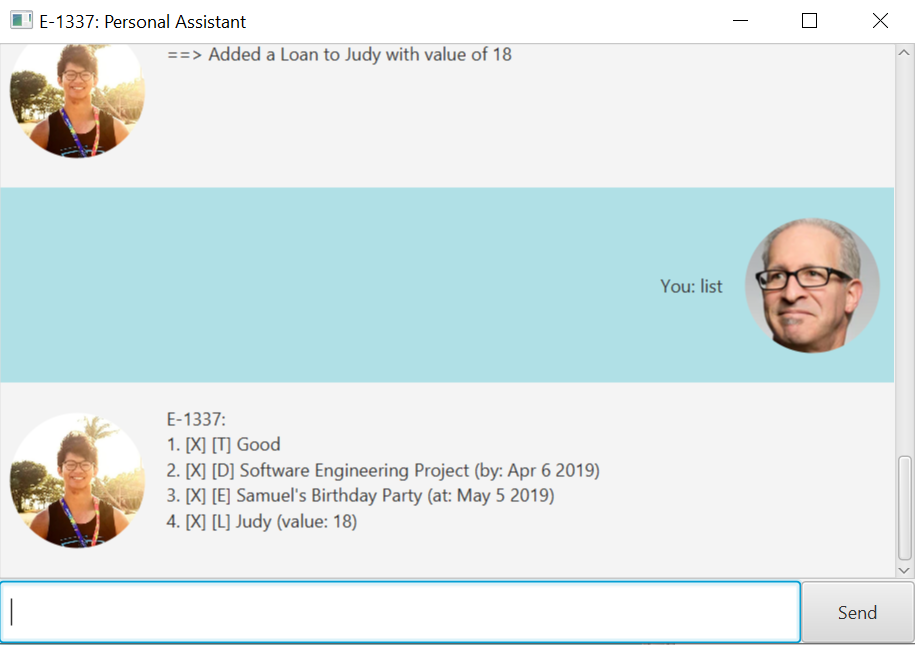 E-1337: Personal Assistant
==> Added a Loan to Judy with value of 18
You: list
E-1337:
1. [X] [T] Good
2. [X] [D] Software Engineering Project (by: Apr 6 2019)
3. [X] [E] Samuel's Birthday Party (at: May 5 2019)
4. [X] [L] Judy (value: 18)
Send